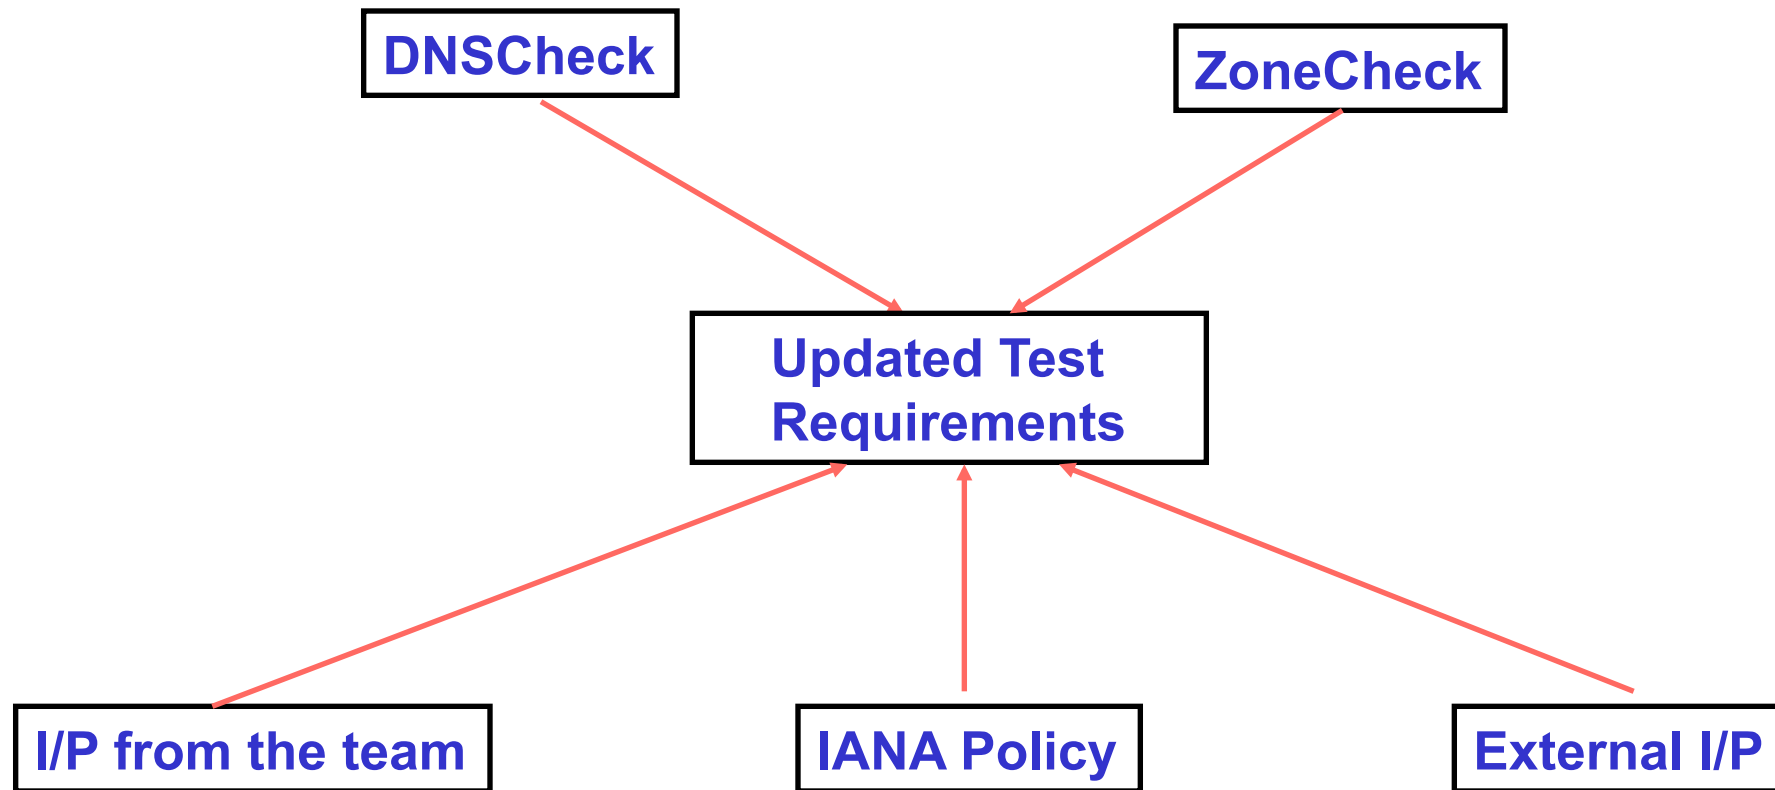 DNSCheck
ZoneCheck
Updated Test
Requirements
I/P from the team
IANA Policy
External I/P